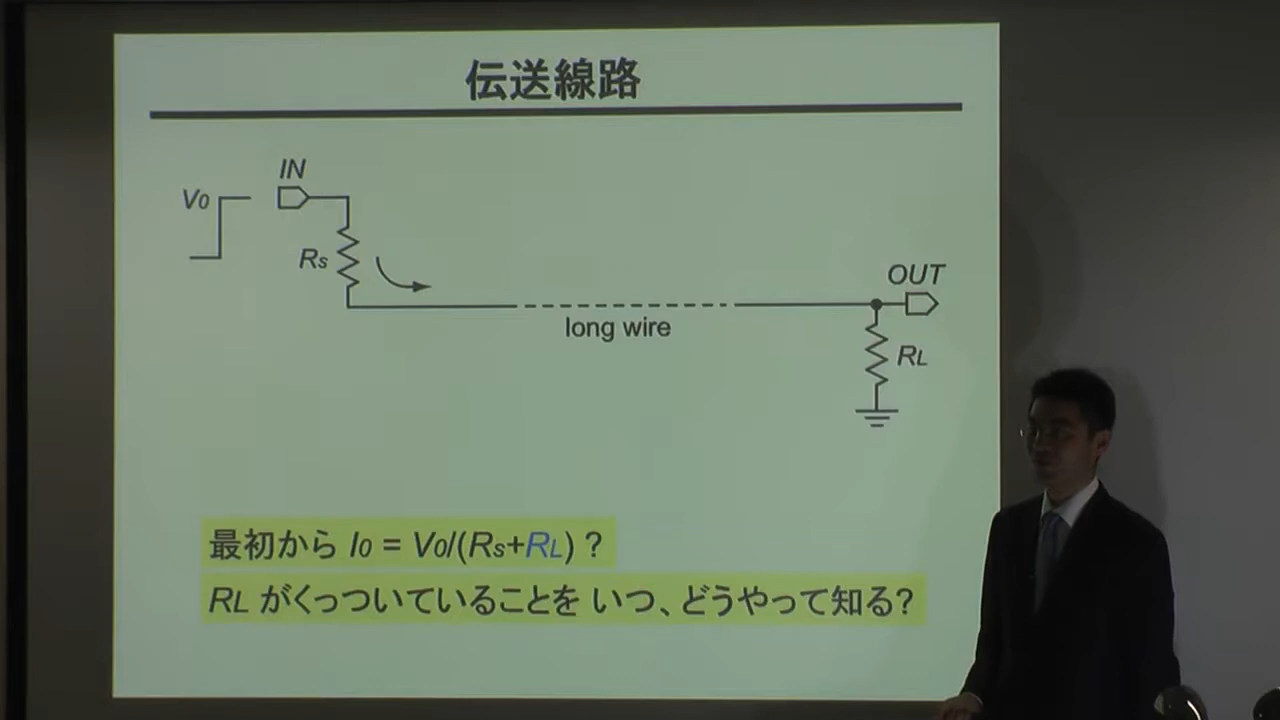 伝送線路
IN
V0
Rs
OUT
long wire
RL
最初から I0 = V0/(Rs+RL) ?
RL がくっついていることを いつ、どうやって知る?